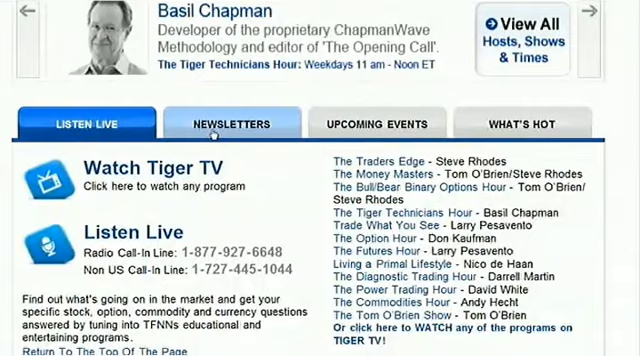 Basil Chapman
Developer of the proprietary ChapmanWave
Methodology and editor of 'The Opening Call'.
The Tiger Technicians Hour: Weekdays 11 am - Noon ET
View All
Hosts, Shows
& Times
LISTEN LIVE
NEWSLETTERS
UPCOMING EVENTS
WHAT'S HOT
Watch Tiger TV
Click here to watch any program
Listen Live
Radio Call-In Line: 1-877-927-6648
Non US Call-In Line: 1-727-445-1044
Find out what's going on in the market and get your
specific stock, option, commodity and currency questions
answered by tuning into TFNNs educational and
entertaining programs.
Return To The Top Of The Page
The Traders Edge - Steve Rhodes
The Money Masters - Tom O'Brien/Steve Rhodes
The Bull/Bear Binary Options Hour - Tom O'Brien/
Steve Rhodes
The Tiger Technicians Hour - Basil Chapman
Trade What You See - Larry Pesavento
The Option Hour - Don Kaufman
The Futures Hour - Larry Pesavento
Living a Primal Lifestyle - Nico de Haan
The Diagnostic Trading Hour - Darrell Martin
The Power Trading Hour - David White
The Commodities Hour - Andy Hecht
The Tom O'Brien Show - Tom O'Brien
Or click here to WATCH any of the programs on
TIGER TV!